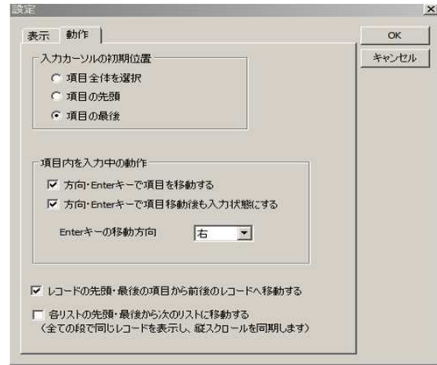 設定
表示 動作
OK
キャンセル
入力カーソルの初期位置
項目全体を選択
項目の先頭
項目の最後
項目内を入力中の動作
方向・Enterキーで項目を移動する
方向・Enterキーで項目移動後も入力状態にする
Enterキーの移動方向 右
レコードの先頭・最後の項目から前後のレコードへ移動する
各リストの先頭・最後から次のリストに移動する
（全ての段で同じレコードを表示し、縦スクロールを同期します）